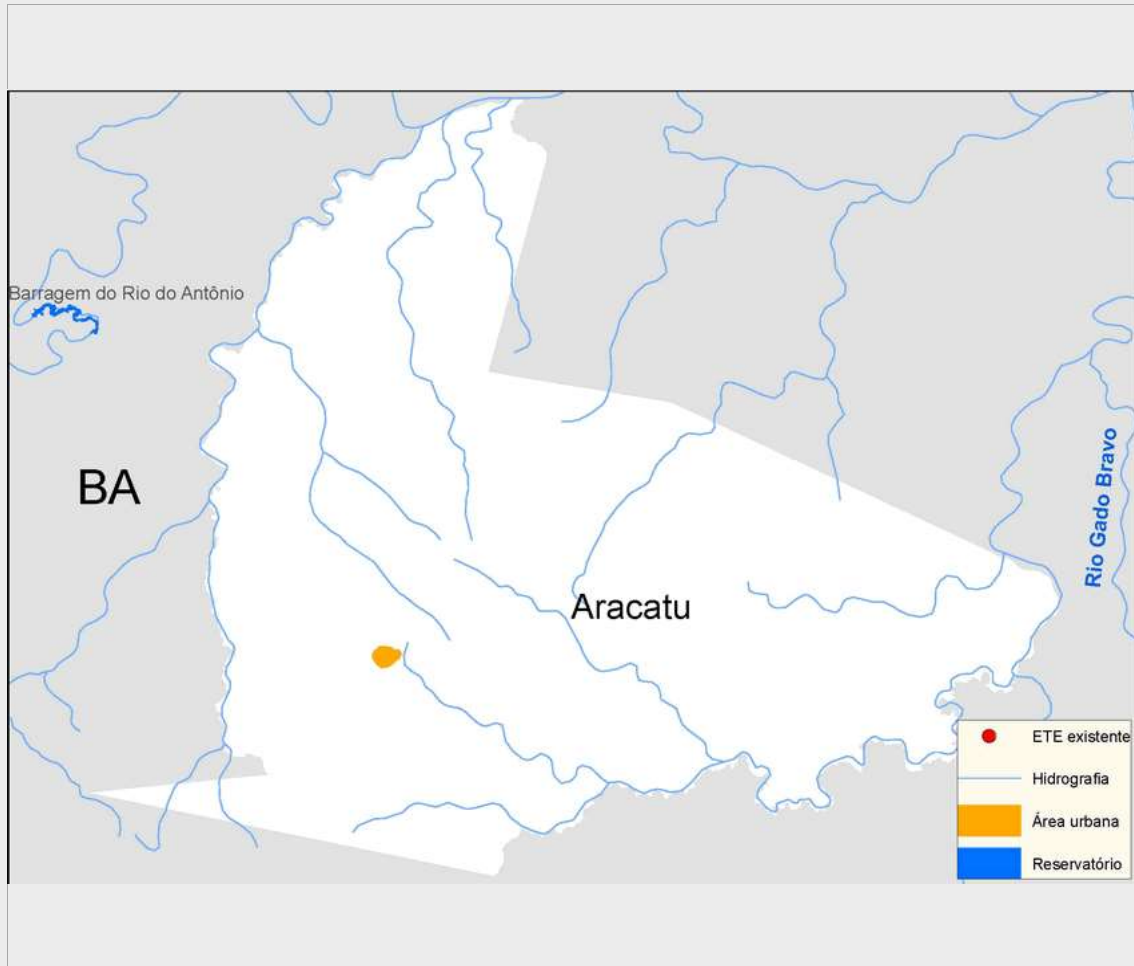 Barragem do Rio do Antônio
BA
Rio Gado Bravo
Aracatu
ETE existente
Hidrografia
Área urbana
Reservatório